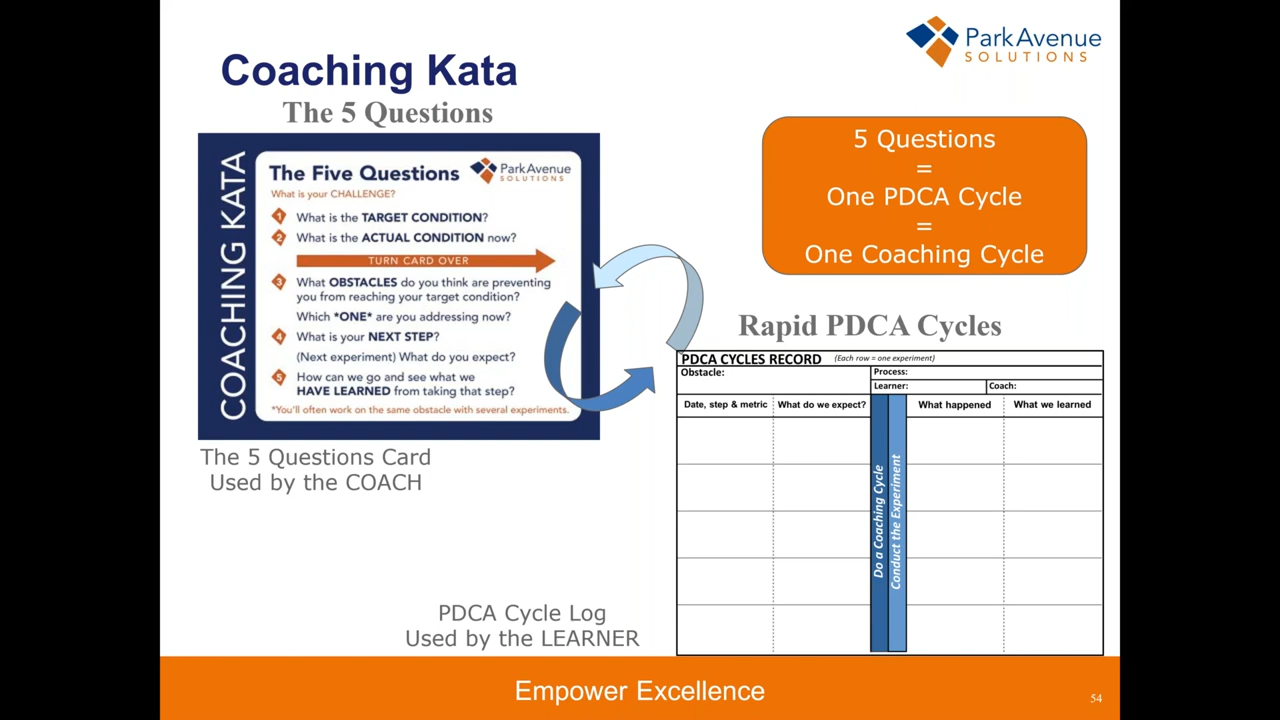 ParkAvenue
SOLUTIONS
Coaching Kata
The 5 Questions
COACHING KATA
The Five Questions
ParkAvenue
SOLUTIONS
What is your CHALLENGE?
1 What is the TARGET CONDITION?
2 What is the ACTUAL CONDITION now?
TURN CARD OVER
3 What OBSTACLES do you think are preventing
you from reaching your target condition?
Which *ONE* are you addressing now?
4 What is your NEXT STEP?
(Next experiment) What do you expect?
5 How can we go and see what we
HAVE LEARNED from taking that step?
*You'll often work on the same obstacle with several experiments.
The 5 Questions Card
Used by the COACH
5 Questions
=
One PDCA Cycle
=
One Coaching Cycle
Rapid PDCA Cycles
PDCA CYCLES RECORD (Each row = one experiment)
Obstacle:
Process:
Learner:
Coach:
Date, step & metric
What do we expect?
Do a Coaching Cycle
Conduct the Experiment
What happened
What we learned
PDCA Cycle Log
Used by the LEARNER
Empower Excellence
54